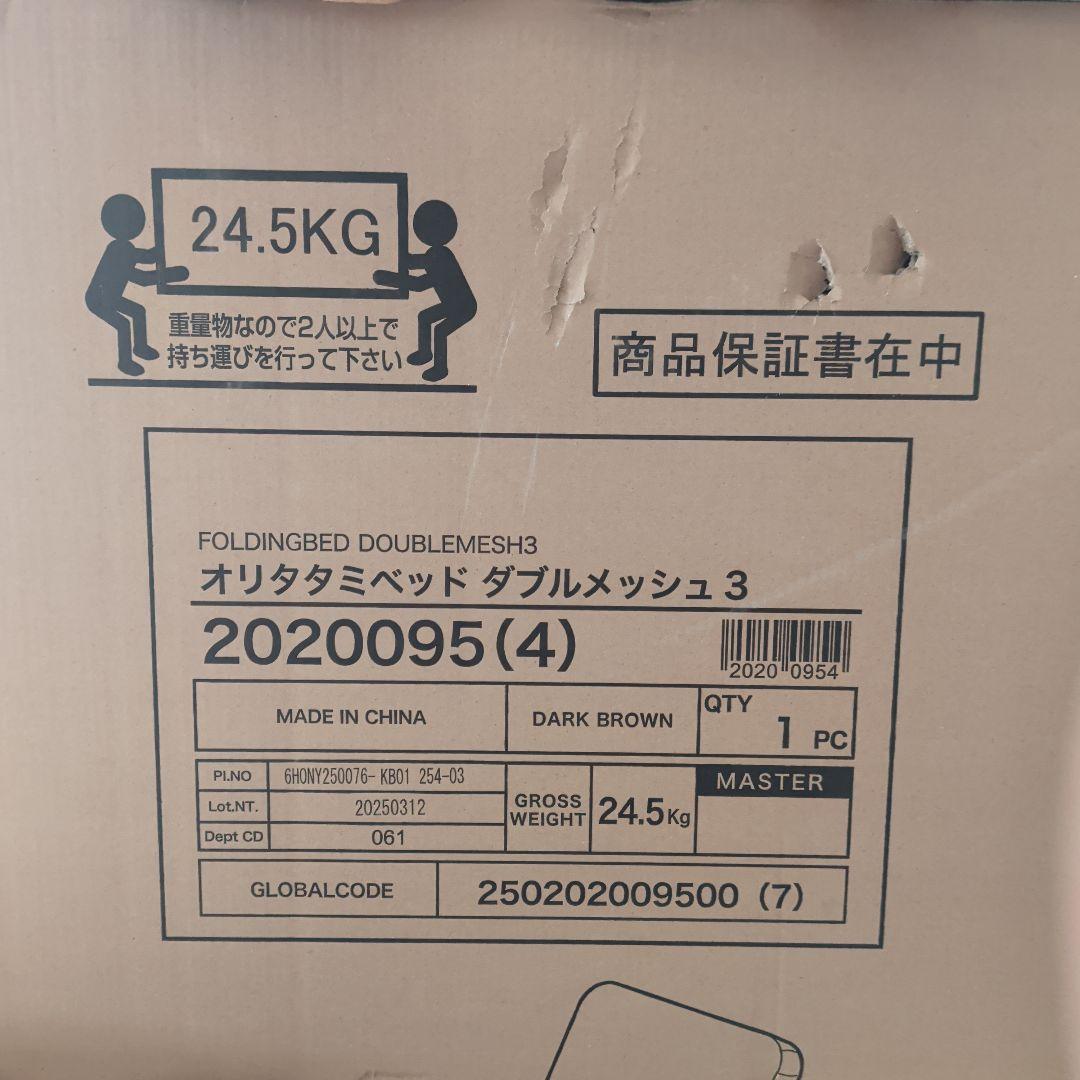 24.5KG
重量物なので2人以上で
持ち運びを行って下さい
商品保証書在中
FOLDINGBED DOUBLEMESH3
オリタタミベッド ダブルメッシュ3
2020095(4)
2020 0954
MADE IN CHINA
DARK BROWN
QTY
1 PC
PI.NO
6HONY250076-KB01 254-03
Lot.NT.
20250312
Dept CD
061
GROSS
WEIGHT
24.5Kg
MASTER
GLOBALCODE
250202009500 (7)